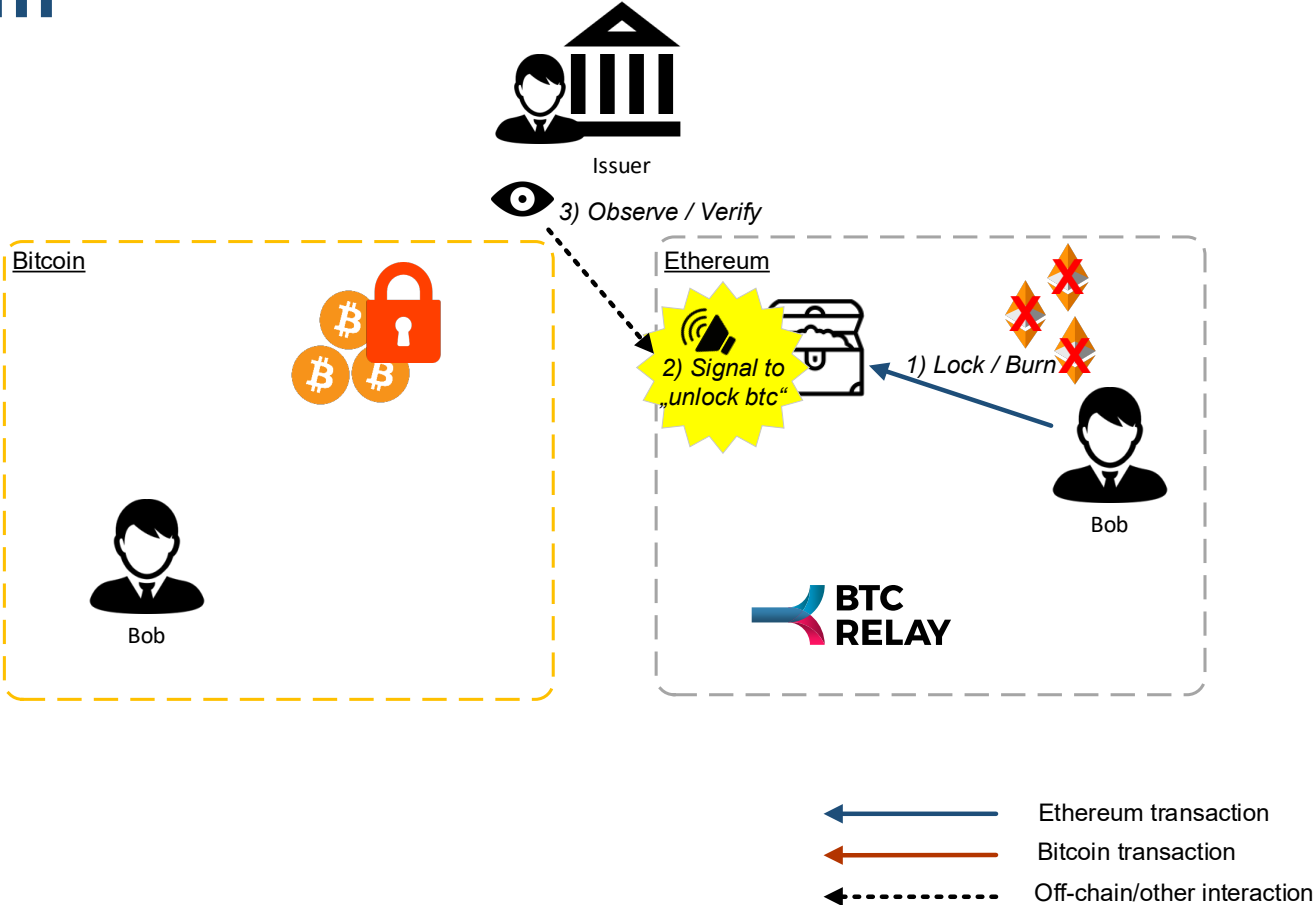 Issuer
3) Observe / Verify
Bitcoin
Ethereum
2) Signal to
„unlock btc“
1) Lock / Burn
X
X
X
Bob
Bob
BTC
RELAY
Ethereum transaction
Bitcoin transaction
Off-chain/other interaction